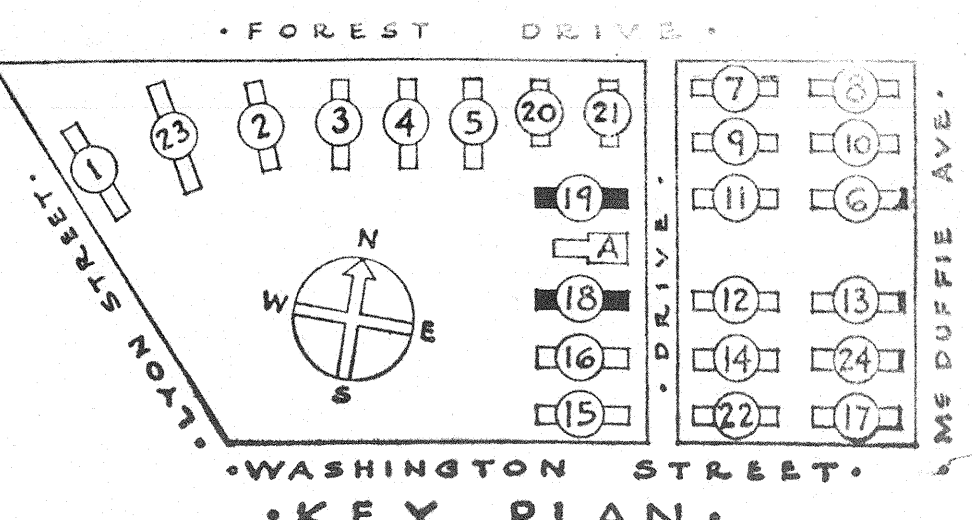 · FOREST DRIVE ·
1
23
2
3
4
5
20
21
7
8
9
10
19
11
6
A
18
12
13
16
14
24
15
22
17
N
W
E
S
· DRIVE ·
· LYON STREET ·
· Mc DUFFIE AVE ·
· WASHINGTON STREET ·
· KEY PLAN ·